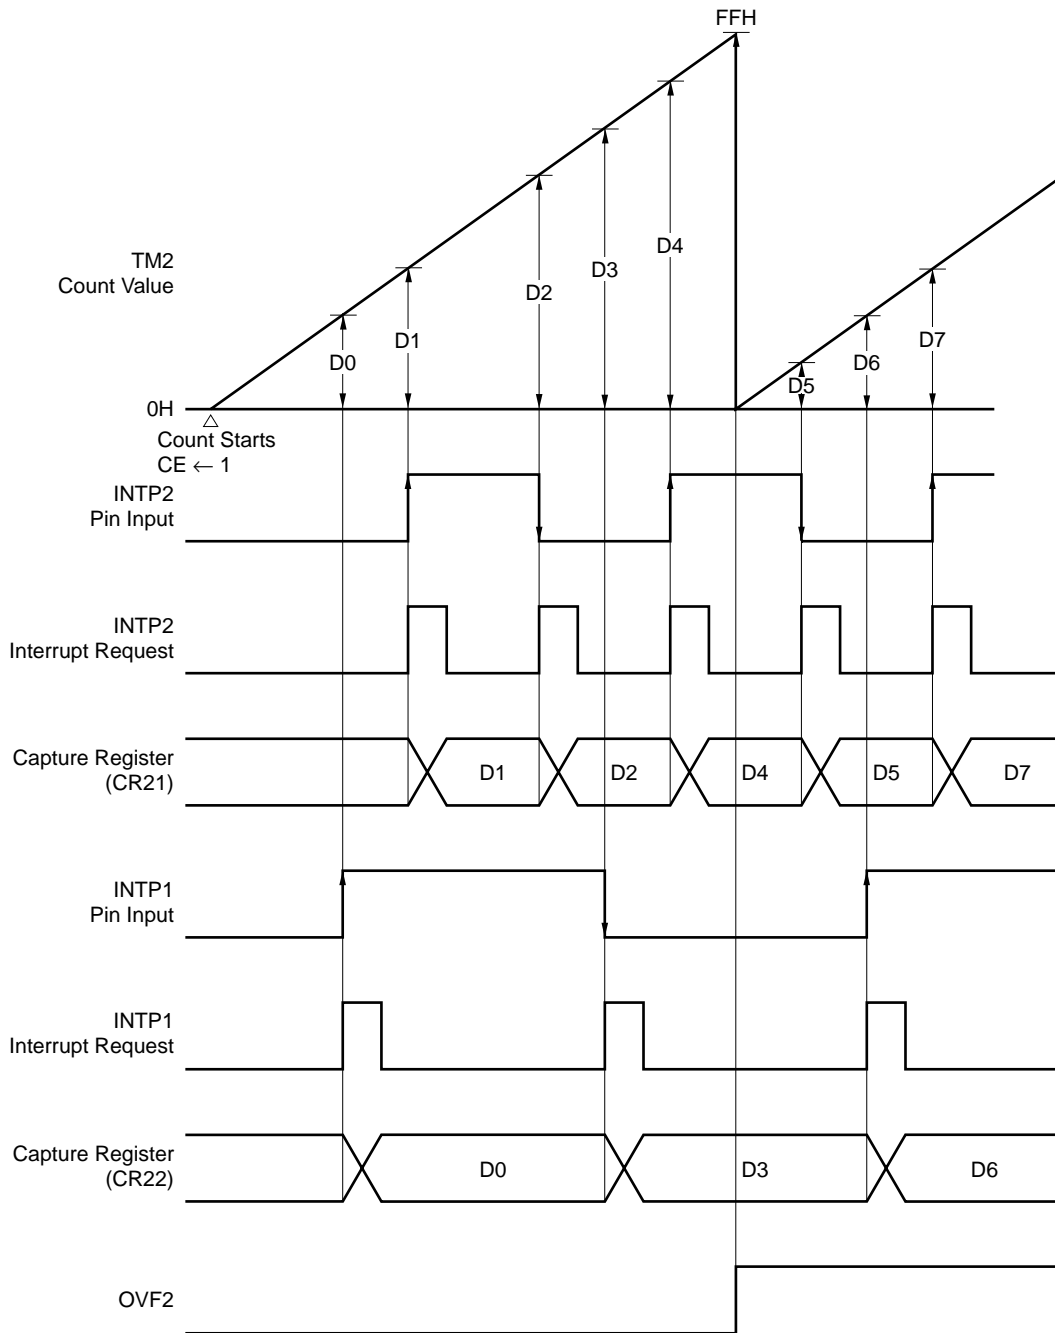 FFH
D4
D3
TM2
Count Value
D2
D7
D1
D6
D0
D5
0H
Count Starts
CE ← 1
INTP2
Pin Input
INTP2
Interrupt Request
Capture Register
(CR21)
D1
D2
D4
D5
D7
INTP1
Pin Input
INTP1
Interrupt Request
Capture Register
(CR22)
D0
D3
D6
OVF2